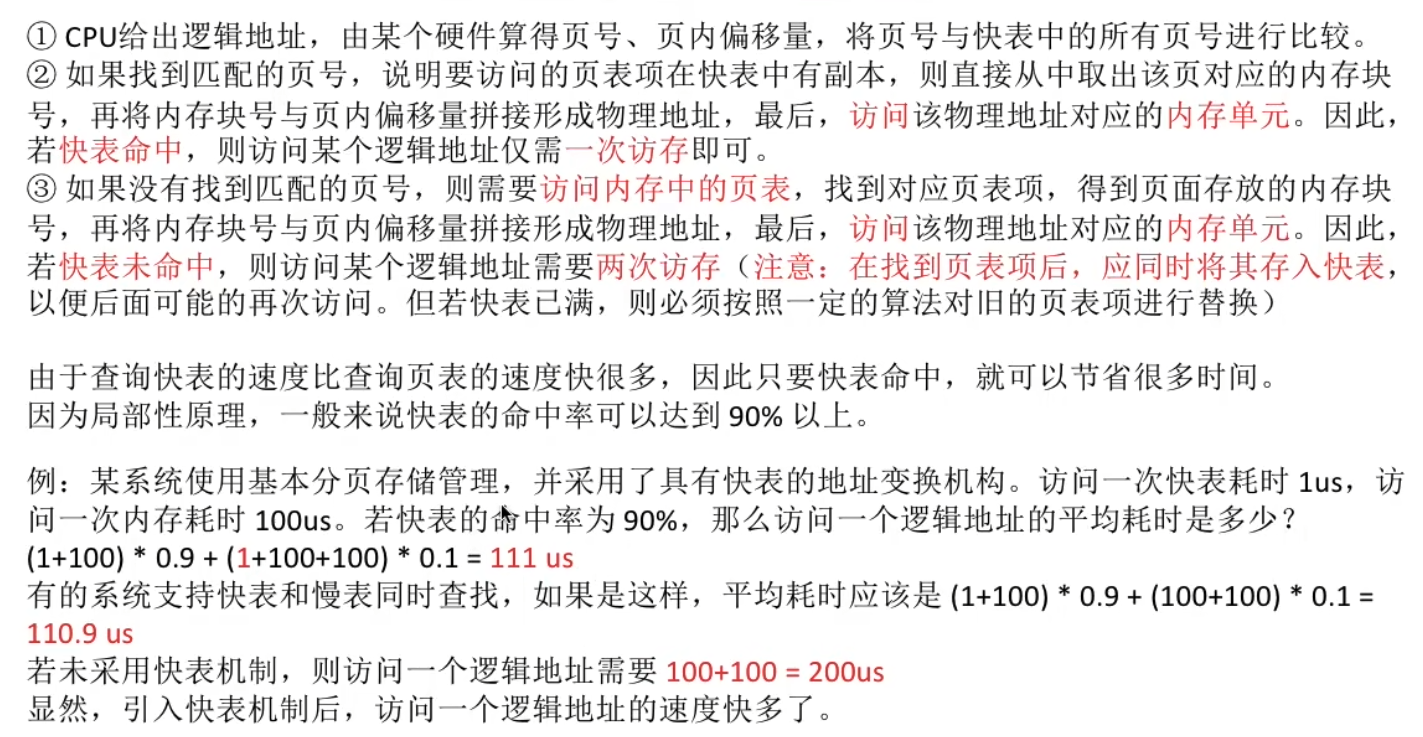 ① CPU给出逻辑地址，由某个硬件算得页号、页内偏移量，将页号与快表中的所有页号进行比较。
② 如果找到匹配的页号，说明要访问的页表项在快表中有副本，则直接从中取出该页对应的内存块
号，再将内存块号与页内偏移量拼接形成物理地址，最后，访问该物理地址对应的内存单元。因此，
若快表命中，则访问某个逻辑地址仅需一次访存即可。
③ 如果没有找到匹配的页号，则需要访问内存中的页表，找到对应页表项，得到页面存放的内存块
号，再将内存块号与页内偏移量拼接形成物理地址，最后，访问该物理地址对应的内存单元。因此，
若快表未命中，则访问某个逻辑地址需要两次访存（注意：在找到页表项后，应同时将其存入快表，
以便后面可能的再次访问。但若快表已满，则必须按照一定的算法对旧的页表项进行替换）
由于查询快表的速度比查询页表的速度快很多，因此只要快表命中，就可以节省很多时间。
因为局部性原理，一般来说快表的命中率可以达到 90% 以上。
例：某系统使用基本分页存储管理，并采用了具有快表的地址变换机构。访问一次快表耗时 1us，访
问一次内存耗时 100us。若快表的命中率为 90%，那么访问一个逻辑地址的平均耗时是多少？
(1+100) * 0.9 + (1+100+100) * 0.1 = 111 us
有的系统支持快表和慢表同时查找，如果是这样，平均耗时应该是 (1+100) * 0.9 + (100+100) * 0.1 =
110.9 us
若未采用快表机制，则访问一个逻辑地址需要 100+100 = 200us
显然，引入快表机制后，访问一个逻辑地址的速度快多了。